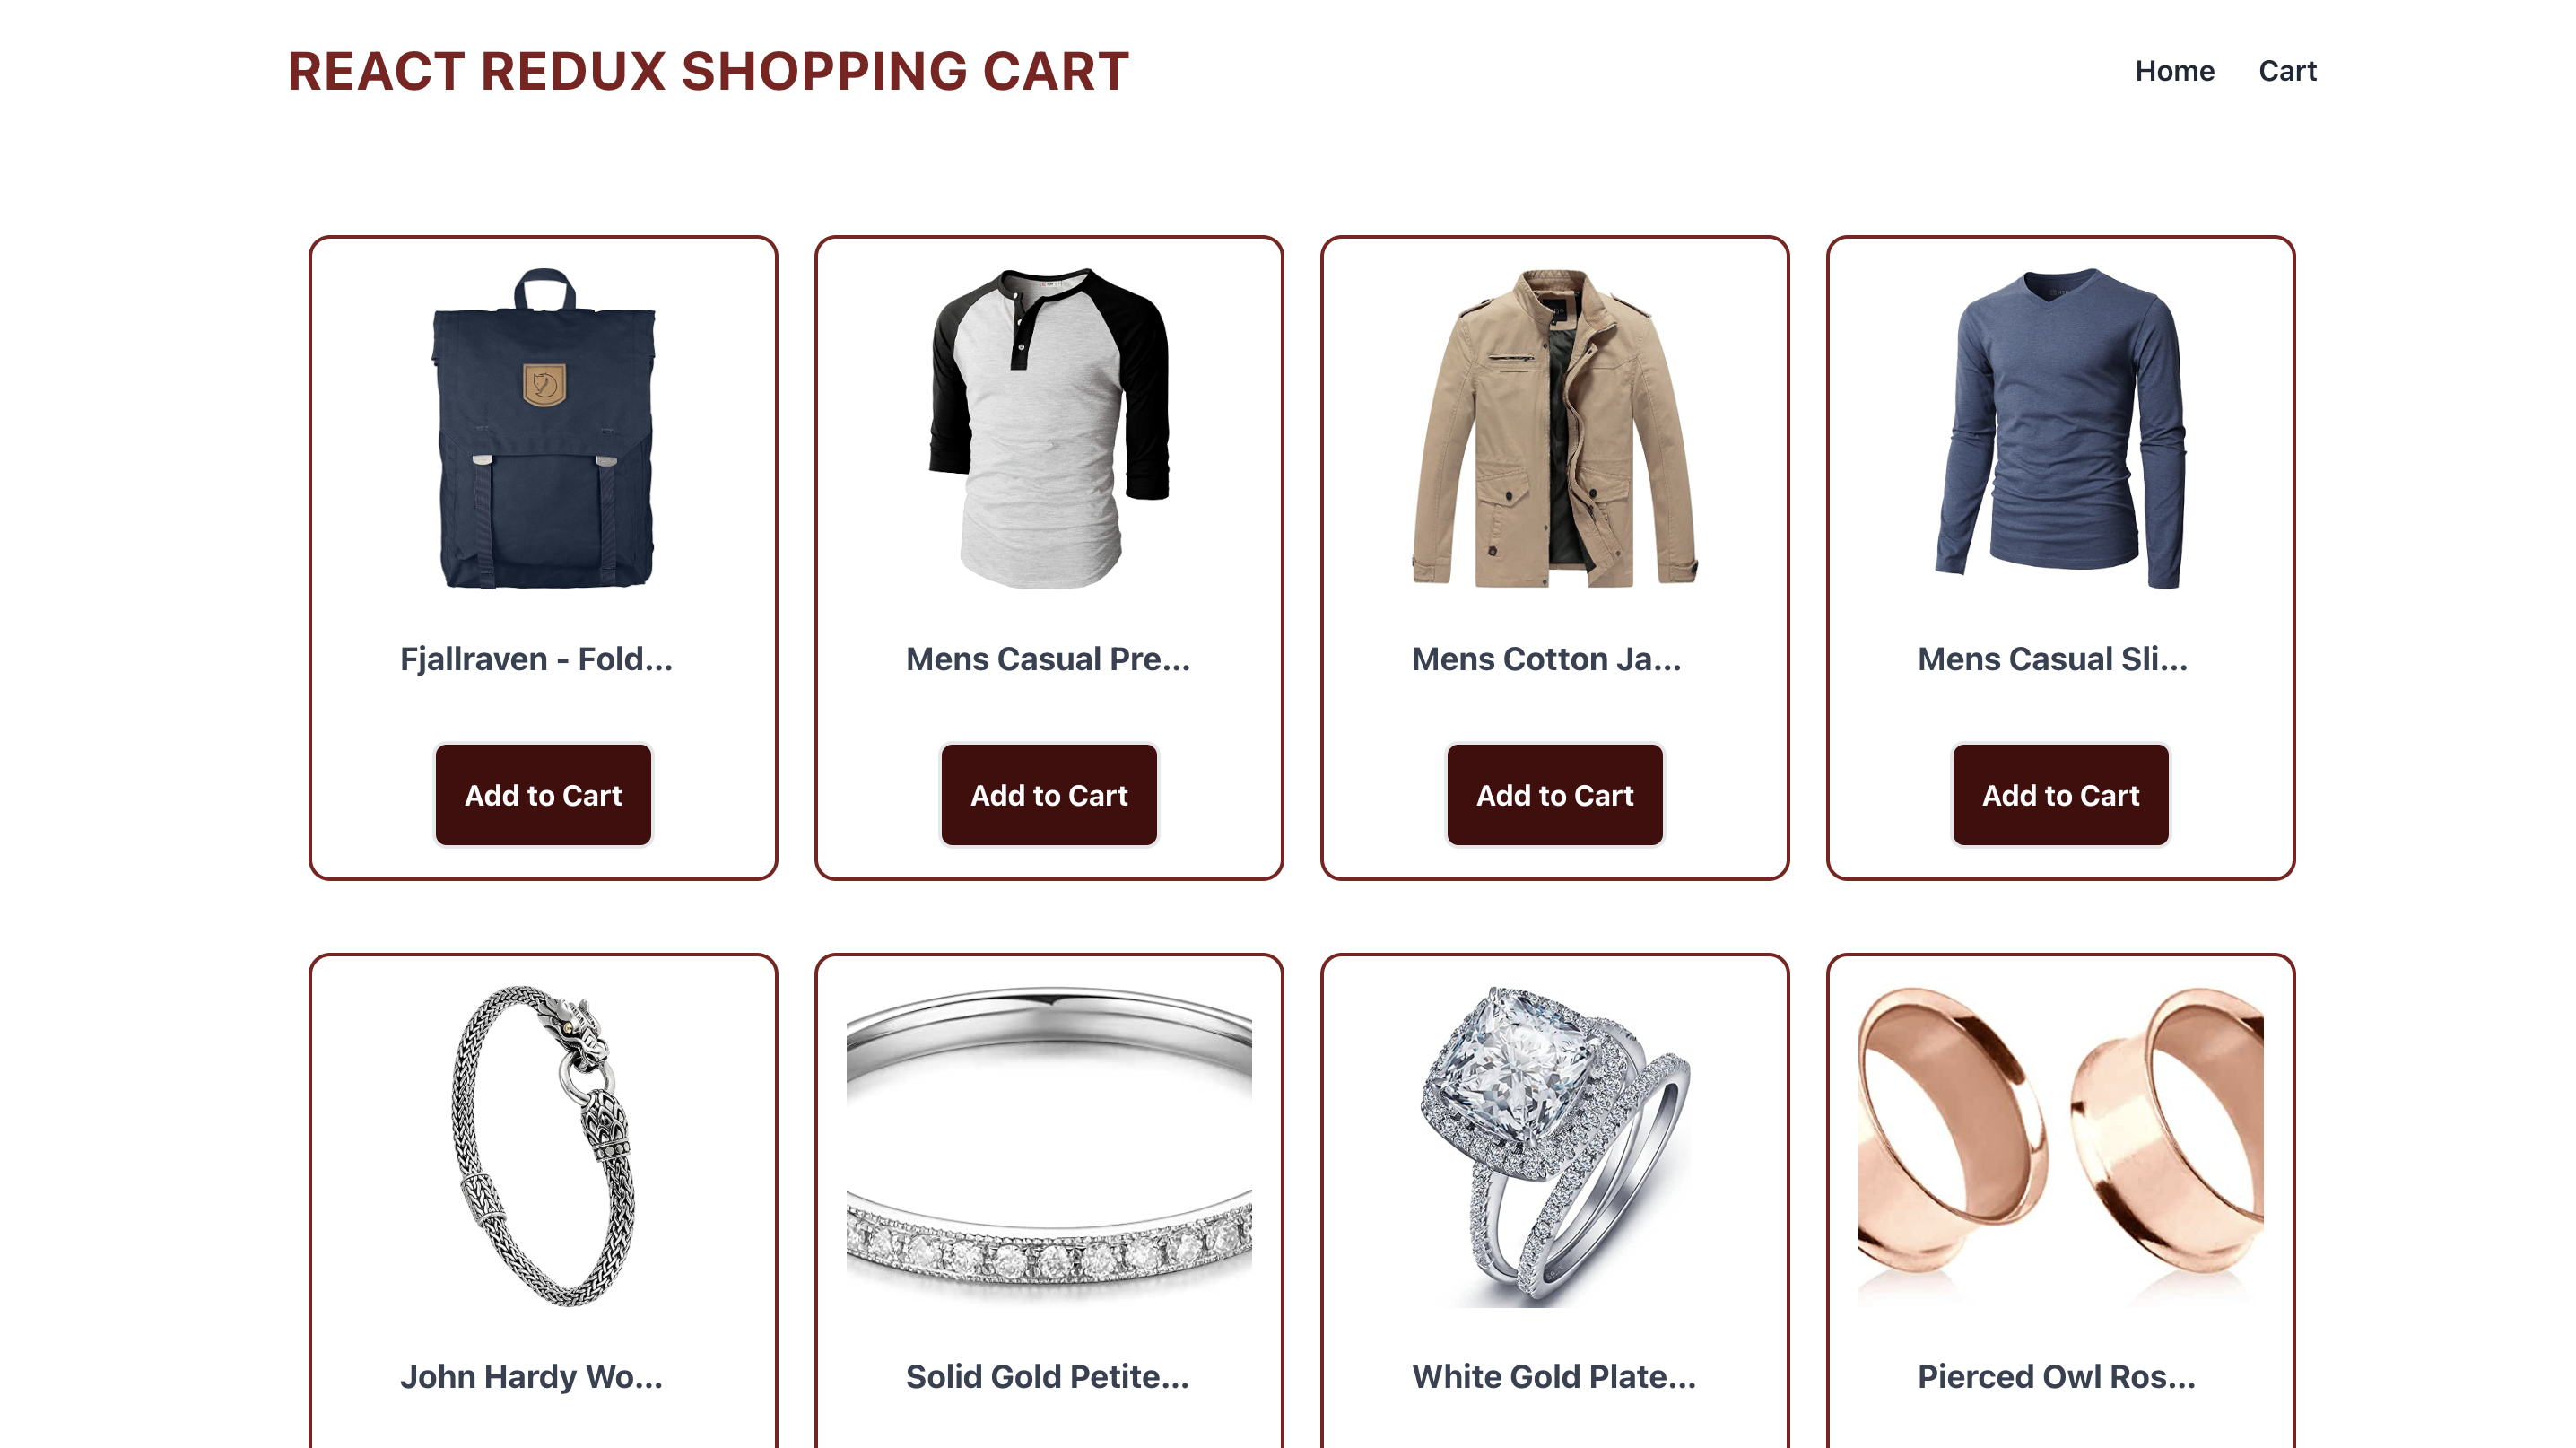 REACT REDUX SHOPPING CART
Home Cart
Fjallraven - Fold...
Mens Casual Pre...
Mens Cotton Ja...
Mens Casual Sli...
Add to Cart
Add to Cart
Add to Cart
Add to Cart
John Hardy Wo...
Solid Gold Petite...
White Gold Plate...
Pierced Owl Ros...